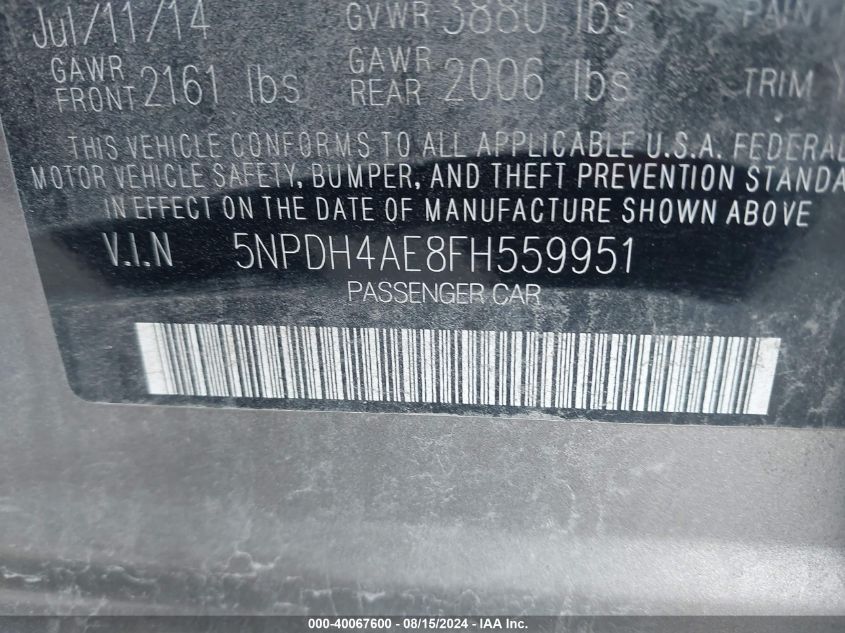 Jul/11/14 GVWR 3880 lbs PAINT
GAWR FRONT 2161 lbs GAWR REAR 2006 lbs TRIM
THIS VEHICLE CONFORMS TO ALL APPLICABLE U.S.A. FEDERAL
MOTOR VEHICLE SAFETY, BUMPER, AND THEFT PREVENTION STANDA
IN EFFECT ON THE DATE OF MANUFACTURE SHOWN ABOVE
V.I.N 5NPDH4AE8FH559951
PASSENGER CAR
000-40067600 - 08/15/2024 - IAA Inc.